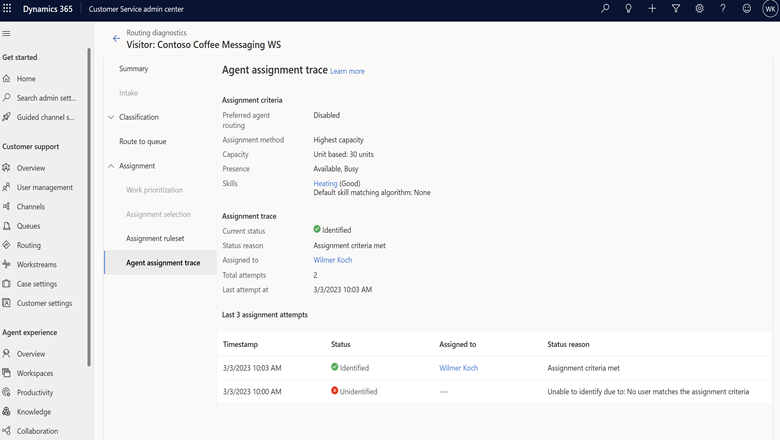 Dynamics 365
Customer Service admin center
WK
Get started
Home
Search admin sett...
Guided channel s...
Customer support
Overview
User management
Channels
Queues
Routing
Workstreams
Case settings
Customer settings
Agent experience
Overview
Workspaces
Productivity
Knowledge
Collaboration
Routing diagnostics
Visitor: Contoso Coffee Messaging WS
Summary
Intake
Classification
Route to queue
Assignment
Work prioritization
Assignment selection
Assignment ruleset
Agent assignment trace
Agent assignment trace Learn more
Assignment criteria
Preferred agent Disabled
routing
Assignment method Highest capacity
Capacity Unit based: 30 units
Presence Available, Busy
Skills Heating (Good)
Default skill matching algorithm: None
Assignment trace
Current status Identified
Status reason Assignment criteria met
Assigned to Wilmer Koch
Total attempts 2
Last attempt at 3/3/2023 10:03 AM
Last 3 assignment attempts
Timestamp Status Assigned to Status reason
3/3/2023 10:03 AM Identified Wilmer Koch Assignment criteria met
3/3/2023 10:00 AM Unidentified --- Unable to identify due to: No user matches the assignment criteria